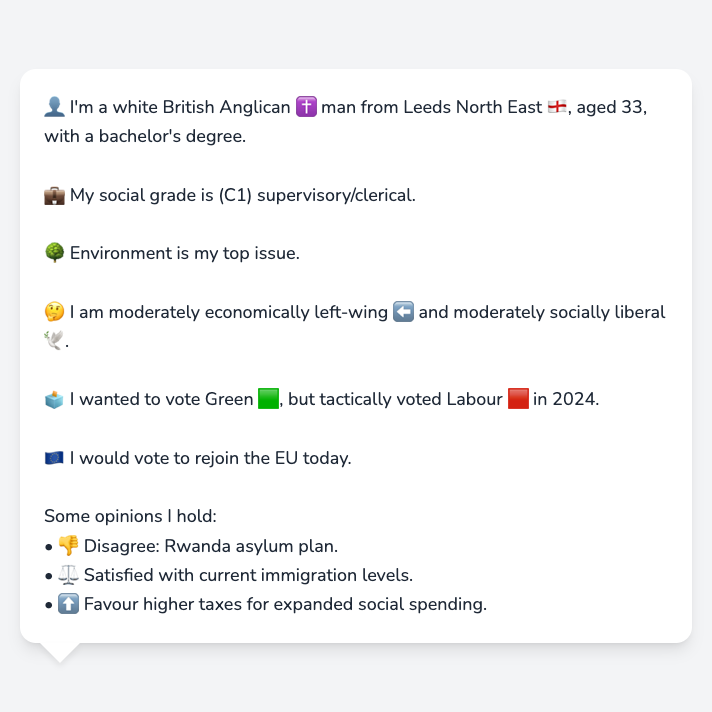 👤 I'm a white British Anglican ✝️ man from Leeds North East 🏴󠁧󠁢󠁥󠁮󠁧󠁿, aged 33,
with a bachelor's degree.
💼 My social grade is (C1) supervisory/clerical.
🌳 Environment is my top issue.
🤔 I am moderately economically left-wing ⬅️ and moderately socially liberal
🕊️.
🗳️ I wanted to vote Green 🟩, but tactically voted Labour 🟥 in 2024.
🇪🇺 I would vote to rejoin the EU today.
Some opinions I hold:
• 👎 Disagree: Rwanda asylum plan.
• ⚖️ Satisfied with current immigration levels.
• ⬆️ Favour higher taxes for expanded social spending.